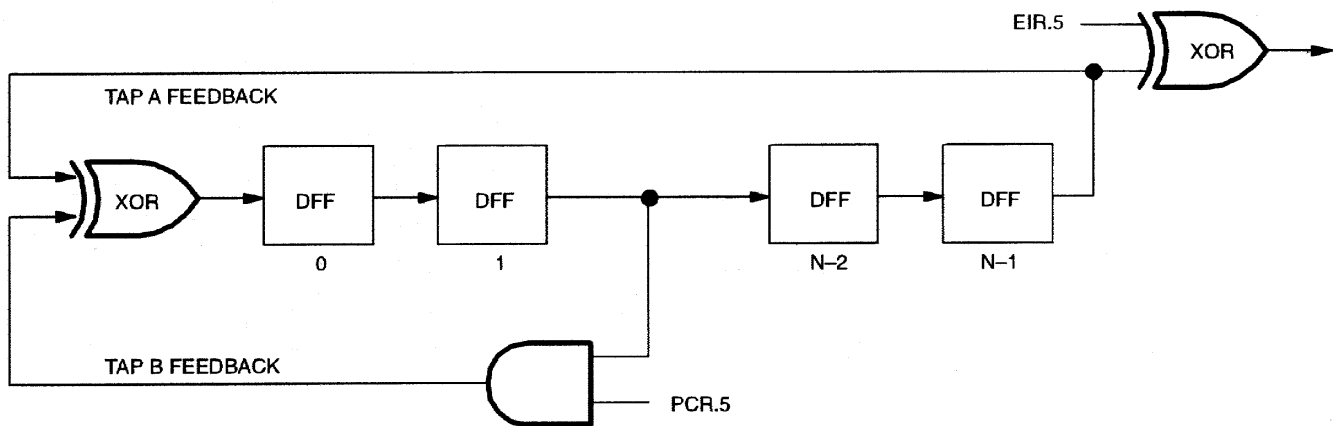 EIR.5
XOR
TAP A FEEDBACK
XOR
DFF
DFF
DFF
DFF
0
1
N–2
N–1
TAP B FEEDBACK
PCR.5